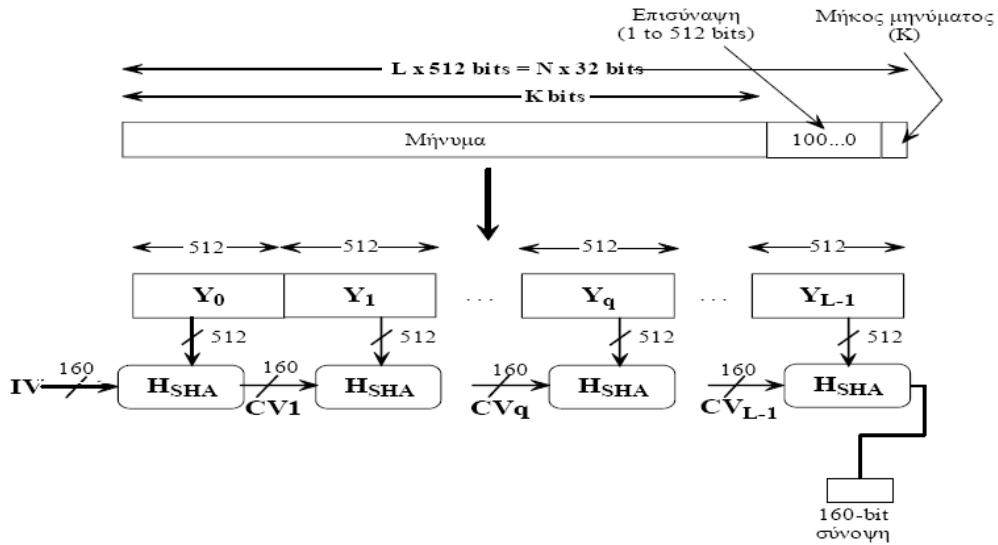 Επισύναψη
(1 to 512 bits)
Μήκος μηνύματος
(K)
L x 512 bits = N x 32 bits
K bits
Μήνυμα
100...0
512
512
512
512
Y0
Y1
. . .
Yq
. . .
YL-1
512
512
512
512
IV
160
HSHA
160
CV1
HSHA
160
CVq
HSHA
160
CVL-1
HSHA
160-bit
σύνοψη